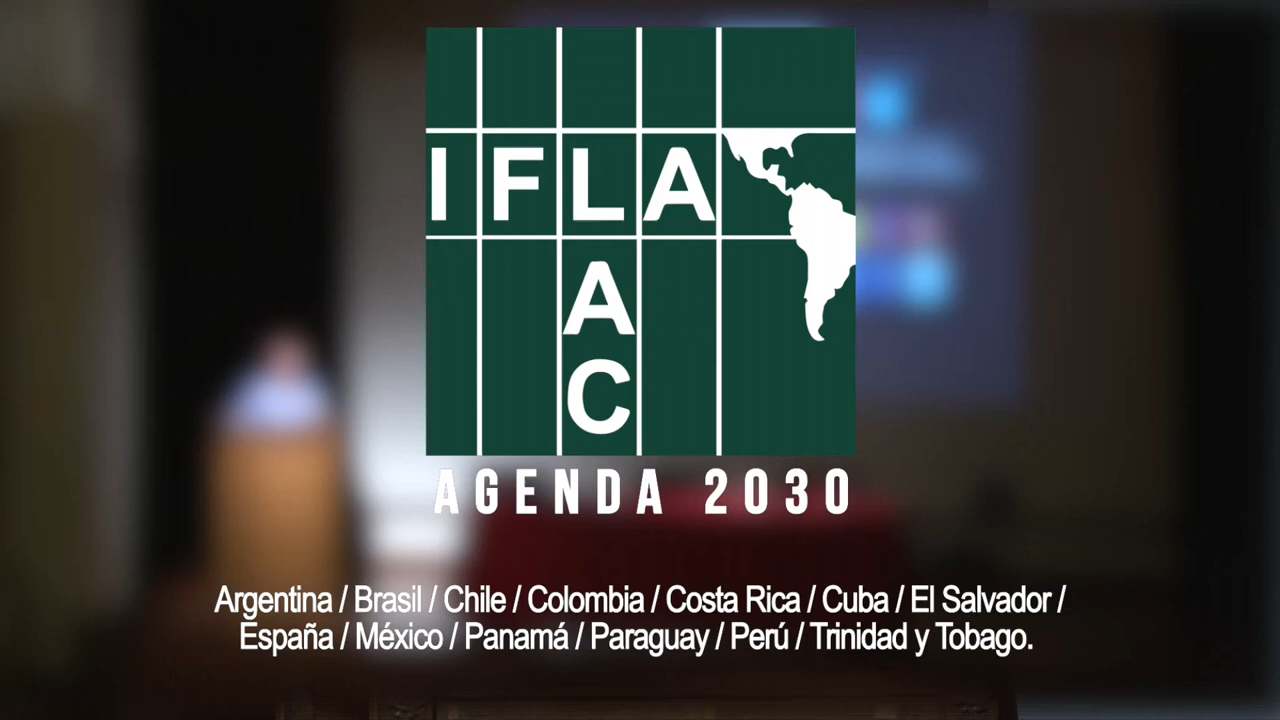 IFLA
LAC
AGENDA 2030
Argentina / Brasil / Chile / Colombia / Costa Rica / Cuba / El Salvador /
España / México / Panamá / Paraguay / Perú / Trinidad y Tobago.